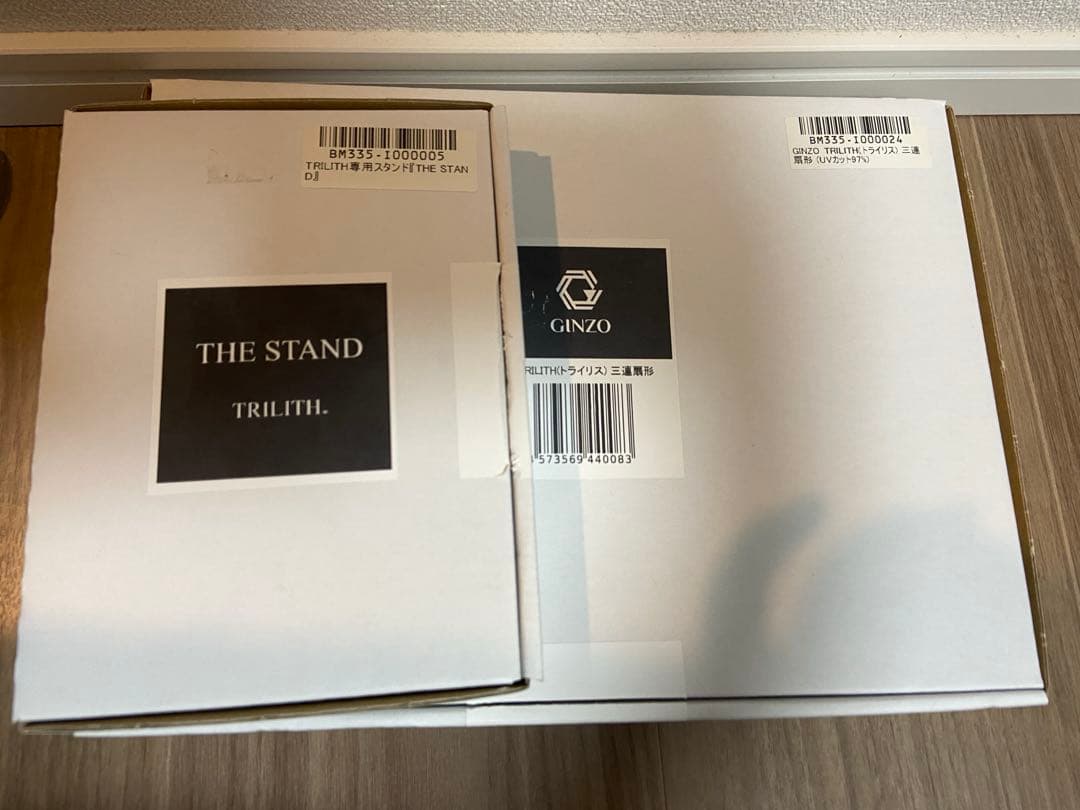 BM335-I000005
TRILITH専用スタンド『THE STAN
D』
THE STAND
TRILITH®
BM335-I000024
GINZO TRILITH(トライリス) 三連
扇形 (UVカット97%)
GINZO
RILITH(トライリス) 三連扇形
573569 440083